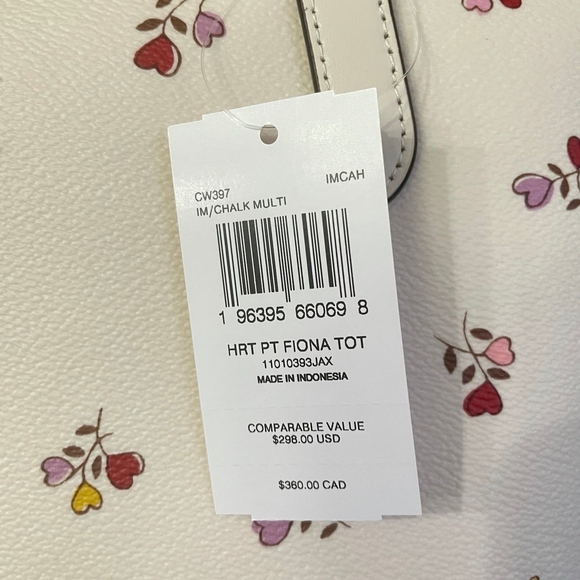 CW397 IMCAH
IM/CHALK MULTI
1 96395 66069 8
HRT PT FIONA TOT
11010393JAX
MADE IN INDONESIA
COMPARABLE VALUE
$298.00 USD
$360.00 CAD